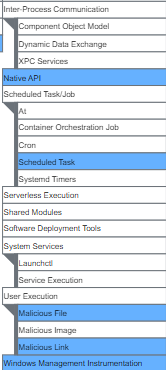 Inter-Process Communication
Component Object Model
Dynamic Data Exchange
XPC Services
Native API
Scheduled Task/Job
At
Container Orchestration Job
Cron
Scheduled Task
Systemd Timers
Serverless Execution
Shared Modules
Software Deployment Tools
System Services
Launchctl
Service Execution
User Execution
Malicious File
Malicious Image
Malicious Link
Windows Management Instrumentation